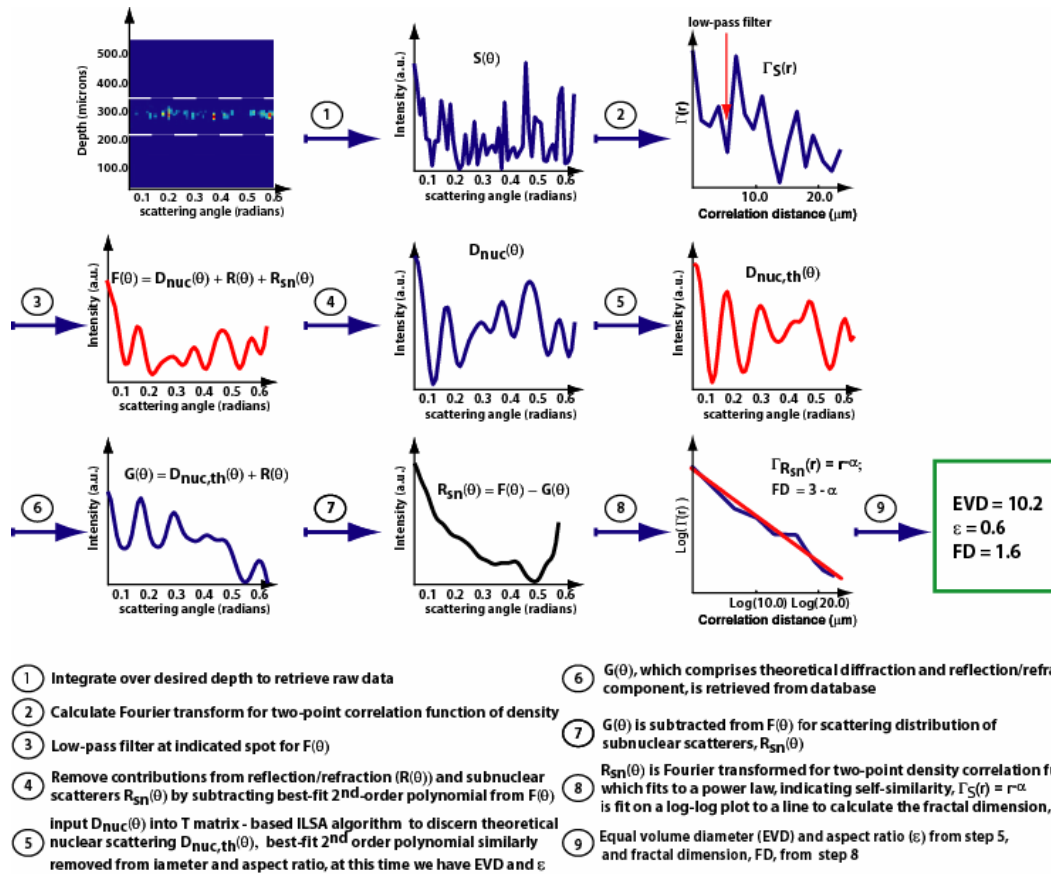 low-pass filter
500.0
400.0
300.0
200.0
100.0
Depth (microns)
0.1 0.2 0.3 0.4 0.5 0.6
scattering angle (radians)
1
S(θ)
Intensity (a.u.)
0.1 0.2 0.3 0.4 0.5 0.6
scattering angle (radians)
2
ΓS(r)
Γ(r)
10.0 20.0
Correlation distance (μm)
3
F(θ) = Dnuc(θ) + R(θ) + Rsn(θ)
Intensity (a.u.)
0.1 0.2 0.3 0.4 0.5 0.6
scattering angle (radians)
4
Dnuc(θ)
Intensity (a.u.)
0.1 0.2 0.3 0.4 0.5 0.6
scattering angle (radians)
5
Dnuc,th(θ)
Intensity (a.u.)
0.1 0.2 0.3 0.4 0.5 0.6
scattering angle (radians)
6
G(θ) = Dnuc,th(θ) + R(θ)
Intensity (a.u.)
0.1 0.2 0.3 0.4 0.5 0.6
scattering angle (radians)
7
Rsn(θ) = F(θ) − G(θ)
Intensity (a.u.)
0.1 0.2 0.3 0.4 0.5 0.6
scattering angle (radians)
8
ΓRsn(r) = r-α;
FD = 3 - α
Log(Γ(r))
Log(10.0) Log(20.0)
Correlation distance (μm)
9
EVD = 10.2
ε = 0.6
FD = 1.6
1 Integrate over desired depth to retrieve raw data
2 Calculate Fourier transform for two-point correlation function of density
3 Low-pass filter at indicated spot for F(θ)
4 Remove contributions from reflection/refraction (R(θ)) and subnuclear
scatterers Rsn(θ) by subtracting best-fit 2nd-order polynomial from F(θ)
5 input Dnuc(θ) into T matrix - based ILSA algorithm to discern theoretical
nuclear scattering Dnuc,th(θ), best-fit 2nd order polynomial similarly
removed from iameter and aspect ratio, at this time we have EVD and ε
6 G(θ), which comprises theoretical diffraction and reflection/refra
component, is retrieved from database
7 G(θ) is subtracted from F(θ) for scattering distribution of
subnuclear scatterers, Rsn(θ)
8 Rsn(θ) is Fourier transformed for two-point density correlation fu
which fits to a power law, indicating self-similarity, ΓS(r) = r-α
is fit on a log-log plot to a line to calculate the fractal dimension,
9 Equal volume diameter (EVD) and aspect ratio (ε) from step 5,
and fractal dimension, FD, from step 8